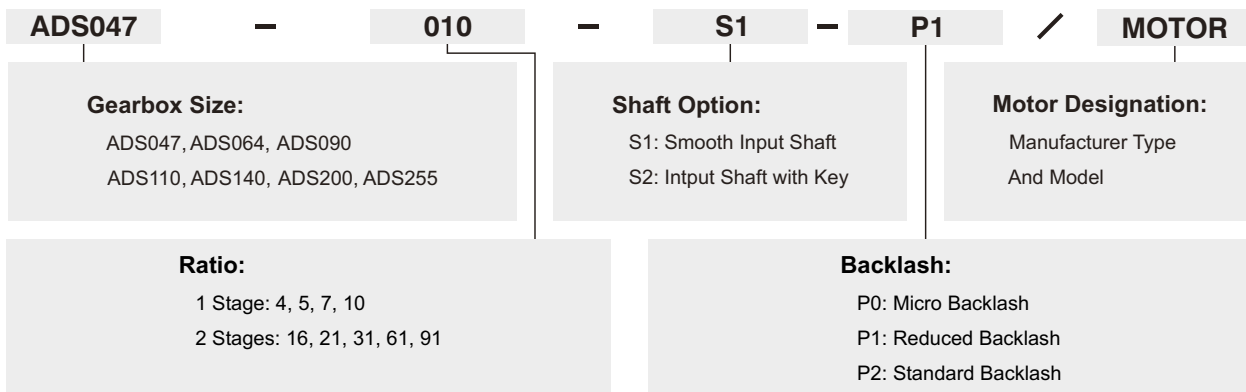 ADS047 – 010 – S1 – P1 / MOTOR
Gearbox Size:
ADS047, ADS064, ADS090
ADS110, ADS140, ADS200, ADS255
Shaft Option:
S1: Smooth Input Shaft
S2: Intput Shaft with Key
Motor Designation:
Manufacturer Type
And Model
Ratio:
1 Stage: 4, 5, 7, 10
2 Stages: 16, 21, 31, 61, 91
Backlash:
P0: Micro Backlash
P1: Reduced Backlash
P2: Standard Backlash